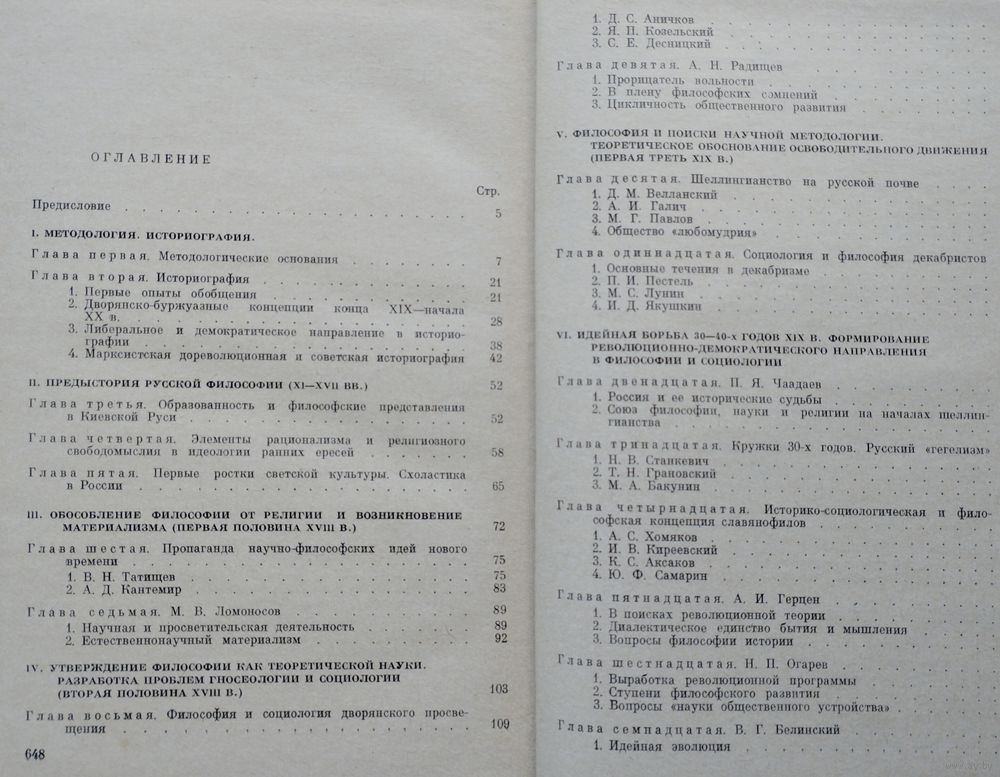 ОГЛАВЛЕНИЕ
Стр.
Предисловие 5
I. МЕТОДОЛОГИЯ. ИСТОРИОГРАФИЯ.
Глава первая. Методологические основания 7
Глава вторая. Историография 21
1. Первые опыты обобщения 21
2. Дворянско-буржуазные концепции конца XIX—начала
XX в. 28
3. Либеральное и демократическое направление в историо-
графии 38
4. Марксистская дореволюционная и советская историография 42
II. ПРЕДЫСТОРИЯ РУССКОЙ ФИЛОСОФИИ (XI—XVII ВВ.) 52
Глава третья. Образованность и философские представления
в Киевской Руси 52
Глава четвертая. Элементы рационализма и религиозного
свободомыслия в идеологии ранних ересей 58
Глава пятая. Первые ростки светской культуры. Схоластика
в России 65
III. ОБОСОБЛЕНИЕ ФИЛОСОФИИ ОТ РЕЛИГИИ И ВОЗНИКНОВЕНИЕ
МАТЕРИАЛИЗМА (ПЕРВАЯ ПОЛОВИНА XVIII В.) 72
Глава шестая. Пропаганда научно-философских идей нового
времени 75
1. В. Н. Татищев 75
2. А. Д. Кантемир 83
Глава седьмая. М. В. Ломоносов 89
1. Научная и просветительская деятельность 89
2. Естественнонаучный материализм 92
IV. УТВЕРЖДЕНИЕ ФИЛОСОФИИ КАК ТЕОРЕТИЧЕСКОЙ НАУКИ.
РАЗРАБОТКА ПРОБЛЕМ ГНОСЕОЛОГИИ И СОЦИОЛОГИИ
(ВТОРАЯ ПОЛОВИНА XVIII В.) 103
Глава восьмая. Философия и социология дворянского просве-
щения 109
648
1. Д. С. Аничков
2. Я. П. Козельский
3. С. Е. Десницкий
Глава девятая. А. Н. Радищев
1. Прорицатель вольности
2. В плену философских сомнений
3. Цикличность общественного развития
V. ФИЛОСОФИЯ И ПОИСКИ НАУЧНОЙ МЕТОДОЛОГИИ.
ТЕОРЕТИЧЕСКОЕ ОБОСНОВАНИЕ ОСВОБОДИТЕЛЬНОГО ДВИЖЕНИЯ
(ПЕРВАЯ ТРЕТЬ XIX В.)
Глава десятая. Шеллингианство на русской почве
1. Д. М. Велланский
2. А. И. Галич
3. М. Г. Павлов
4. Общество «любомудрия»
Глава одиннадцатая. Социология и философия декабристов
1. Основные течения в декабризме
2. П. И. Пестель
3. М. С. Лунин
4. И. Д. Якушкин
VI. ИДЕЙНАЯ БОРЬБА 30—40-х ГОДОВ XIX В. ФОРМИРОВАНИЕ
РЕВОЛЮЦИОННО-ДЕМОКРАТИЧЕСКОГО НАПРАВЛЕНИЯ
В ФИЛОСОФИИ И СОЦИОЛОГИИ
Глава двенадцатая. П. Я. Чаадаев
1. Россия и ее исторические судьбы
2. Союз философии, науки и религии на началах шеллин-
гианства
Глава тринадцатая. Кружки 30-х годов. Русский «гегелизм»
1. Н. В. Станкевич
2. Т. Н. Грановский
3. М. А. Бакунин
Глава четырнадцатая. Историко-социологическая и фило-
софская концепция славянофилов
1. А. С. Хомяков
2. И. В. Киреевский
3. К. С. Аксаков
4. Ю. Ф. Самарин
Глава пятнадцатая. А. И. Герцен
1. В поисках революционной теории
2. Диалектическое единство бытия и мышления
3. Вопросы философии истории
Глава шестнадцатая. Н. П. Огарев
1. Выработка революционной программы
2. Ступени философского развития
3. Вопросы «науки общественного устройства»
Глава семнадцатая. В. Г. Белинский
1. Идейная эволюция